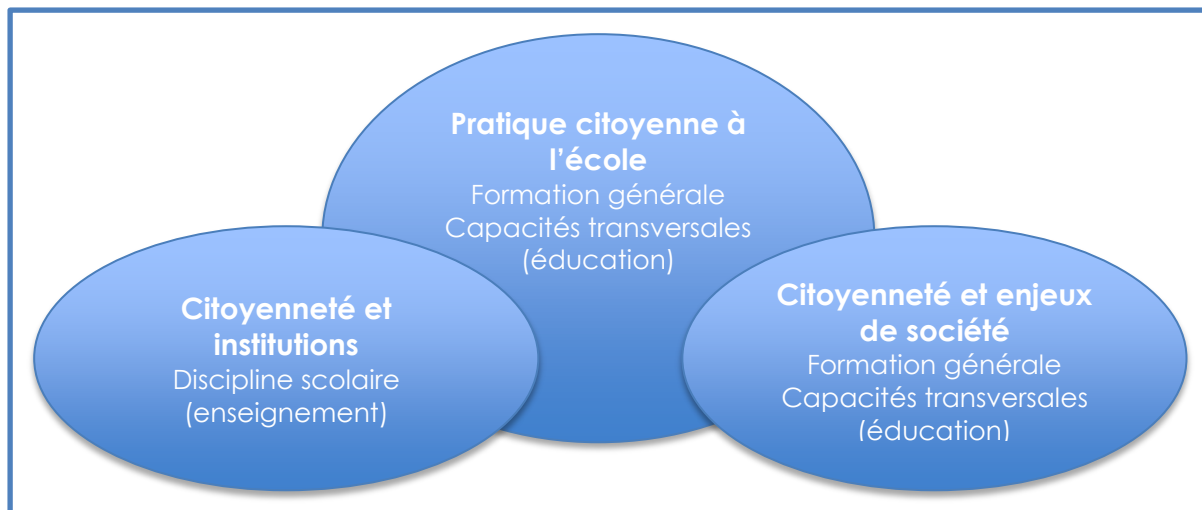 Pratique citoyenne à
l’école
Formation générale
Capacités transversales
(éducation)
Citoyenneté et
institutions
Discipline scolaire
(enseignement)
Citoyenneté et enjeux
de société
Formation générale
Capacités transversales
(éducation)